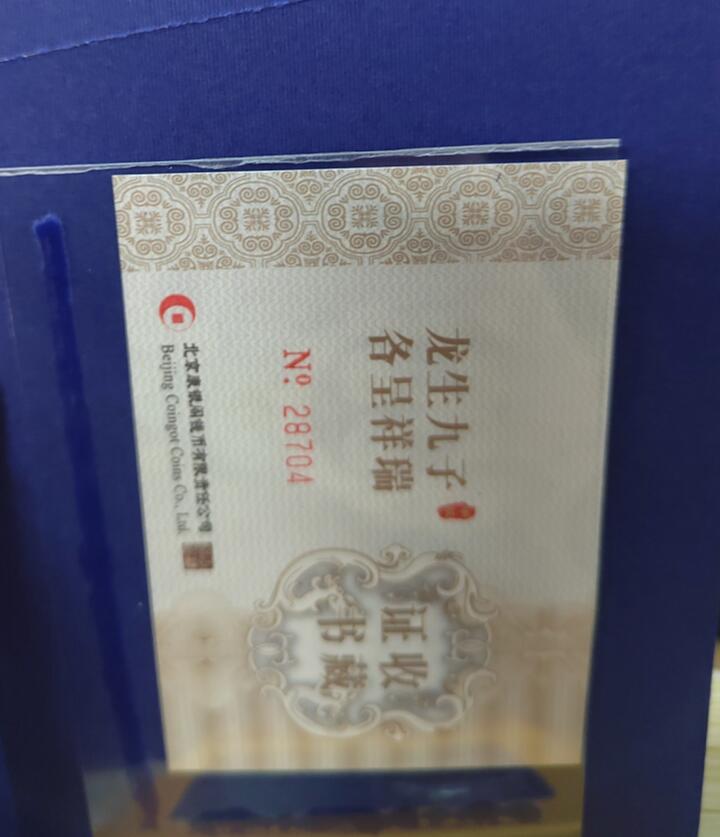 龙生九子
各呈祥瑞
收藏
证书
Nº: 28704
北京康银阁钱币有限责任公司
Beijing Coingot Coins Co., Ltd.